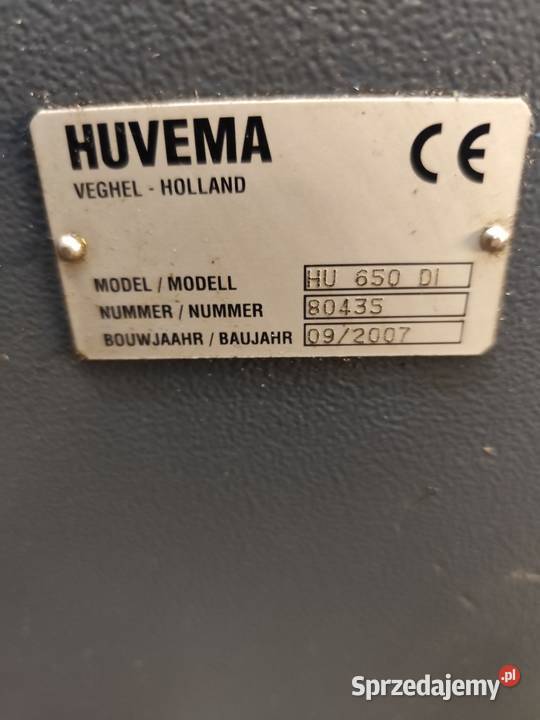 HUVEMA
CE
VEGHEL - HOLLAND
MODEL / MODELL HU 650 DI
NUMMER / NUMMER 80435
BOUWJAAHR / BAUJAHR 09/2007
Sprzedajemy.pl